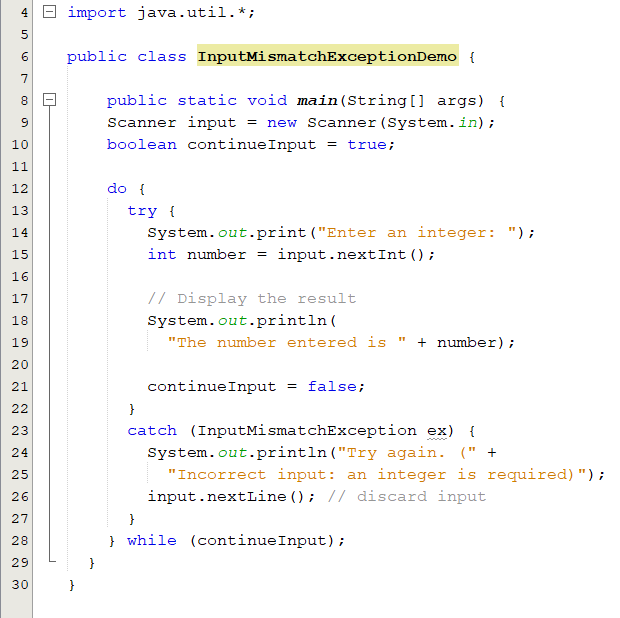 4 import java.util.*;
5
6 public class InputMismatchExceptionDemo {
7
8 public static void main(String[] args) {
9 Scanner input = new Scanner(System.in);
10 boolean continueInput = true;
11
12 do {
13 try {
14 System.out.print("Enter an integer: ");
15 int number = input.nextInt();
16
17 // Display the result
18 System.out.println(
19 "The number entered is " + number);
20
21 continueInput = false;
22 }
23 catch (InputMismatchException ex) {
24 System.out.println("Try again. (" +
25 "Incorrect input: an integer is required)");
26 input.nextLine(); // discard input
27 }
28 } while (continueInput);
29 }
30 }